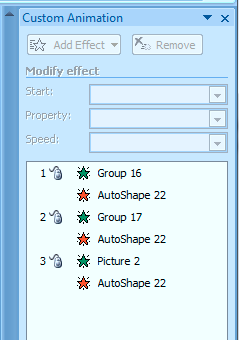 Custom Animation
Add Effect Remove
Modify effect
Start:
Property:
Speed:
1 Group 16
AutoShape 22
2 Group 17
AutoShape 22
3 Picture 2
AutoShape 22